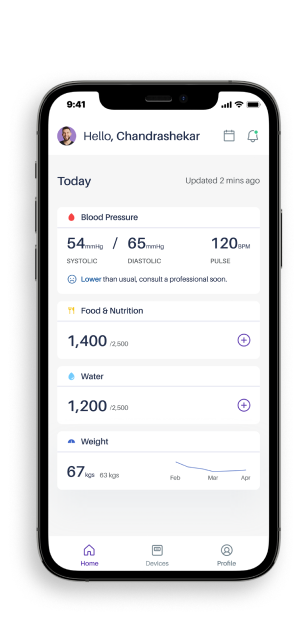 9:41
Hello, Chandrashekar
Today Updated 2 mins ago
Blood Pressure
54mmHg / 65mmHg 120BPM
SYSTOLIC DIASTOLIC PULSE
Lower than usual, consult a professional soon.
Food & Nutrition
1,400 /2,500
Water
1,200 /2,500
Weight
67kgs 63 kgs
Feb Mar Apr
Home Devices Profile